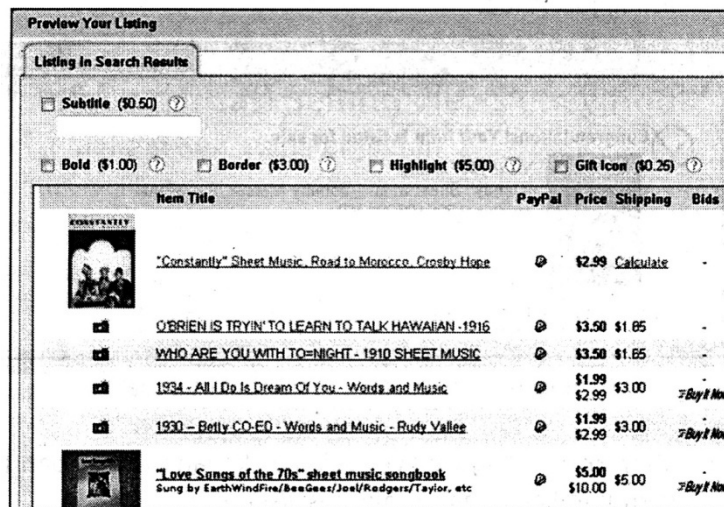 Preview Your Listing
Listing in Search Results
Subtitle ($0.50) ?
Bold ($1.00) ? Border ($3.00) ? Highlight ($5.00) ? Gift Icon ($0.25) ?
Item Title PayPal Price Shipping Bids
CONSTANTLY
"Constantly" Sheet Music, Road to Morocco, Crosby Hope $2.99 Calculate -
O'BRIEN IS TRYIN' TO LEARN TO TALK HAWAIIAN -1916 $3.50 $1.65 -
WHO ARE YOU WITH TO=NIGHT - 1910 SHEET MUSIC $3.50 $1.65 -
1934 - All I Do Is Dream Of You - Words and Music $1.99 $3.00 -
$2.99 Buy It Now
1930 – Betty CO-ED - Words and Music - Rudy Vallee $1.99 $3.00 -
$2.99 Buy It Now
"Love Songs of the 70s" sheet music songbook $5.00 $5.00 -
Sung by EarthWindFire/BeeGees/Joel/Rodgers/Taylor, etc $10.00 Buy It Now